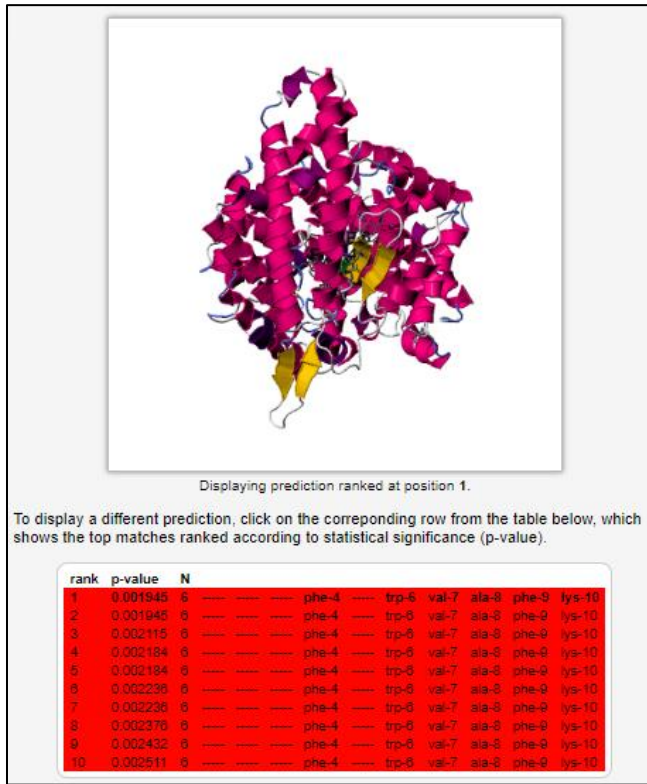 Displaying prediction ranked at position 1.
To display a different prediction, click on the correponding row from the table below, which
shows the top matches ranked according to statistical significance (p-value).
rank p-value N
1 0.001945 6 ----- ----- ----- phe-4 ----- trp-6 val-7 ala-8 phe-9 lys-10
2 0.001945 6 ----- ----- ----- phe-4 ----- trp-6 val-7 ala-8 phe-9 lys-10
3 0.002115 6 ----- ----- ----- phe-4 ----- trp-6 val-7 ala-8 phe-9 lys-10
4 0.002184 6 ----- ----- ----- phe-4 ----- trp-6 val-7 ala-8 phe-9 lys-10
5 0.002184 6 ----- ----- ----- phe-4 ----- trp-6 val-7 ala-8 phe-9 lys-10
6 0.002236 6 ----- ----- ----- phe-4 ----- trp-6 val-7 ala-8 phe-9 lys-10
7 0.002236 6 ----- ----- ----- phe-4 ----- trp-6 val-7 ala-8 phe-9 lys-10
8 0.002376 6 ----- ----- ----- phe-4 ----- trp-6 val-7 ala-8 phe-9 lys-10
9 0.002432 6 ----- ----- ----- phe-4 ----- trp-6 val-7 ala-8 phe-9 lys-10
10 0.002511 6 ----- ----- ----- phe-4 ----- trp-6 val-7 ala-8 phe-9 lys-10